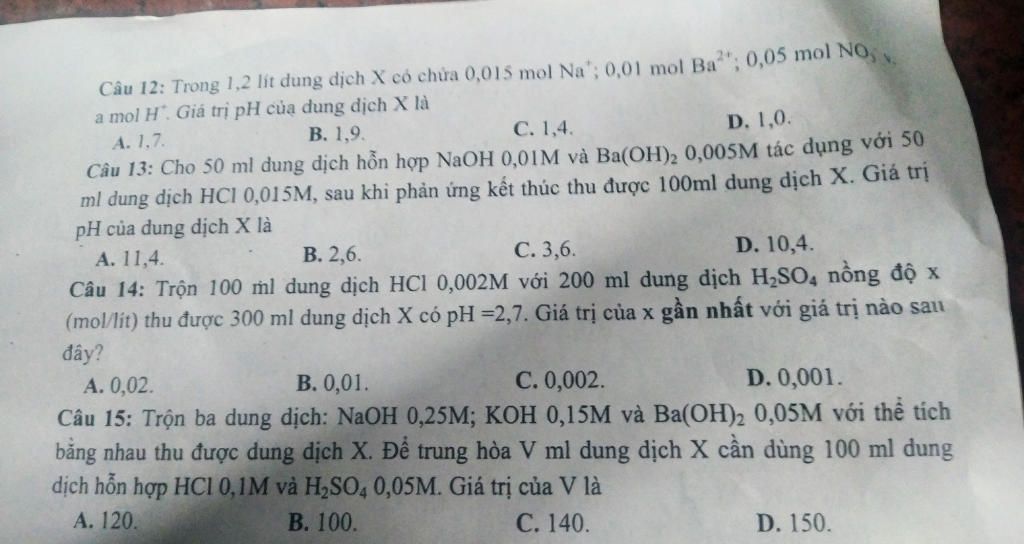 Câu 12: Trong 1,2 lít dung dịch X có chứa 0,015 mol Na⁺; 0,01 mol Ba²⁺; 0,05 mol NO₃⁻
a mol H⁺. Giá trị pH của dung dịch X là
A. 1,7. B. 1,9. C. 1,4. D. 1,0.
Câu 13: Cho 50 ml dung dịch hỗn hợp NaOH 0,01M và Ba(OH)₂ 0,005M tác dụng với 50
ml dung dịch HCl 0,015M, sau khi phản ứng kết thúc thu được 100ml dung dịch X. Giá trị
pH của dung dịch X là
A. 11,4. B. 2,6. C. 3,6. D. 10,4.
Câu 14: Trộn 100 ml dung dịch HCl 0,002M với 200 ml dung dịch H₂SO₄ nồng độ x
(mol/lít) thu được 300 ml dung dịch X có pH =2,7. Giá trị của x gần nhất với giá trị nào sau
đây?
A. 0,02. B. 0,01. C. 0,002. D. 0,001.
Câu 15: Trộn ba dung dịch: NaOH 0,25M; KOH 0,15M và Ba(OH)₂ 0,05M với thể tích
bằng nhau thu được dung dịch X. Để trung hòa V ml dung dịch X cần dùng 100 ml dung
dịch hỗn hợp HCl 0,1M và H₂SO₄ 0,05M. Giá trị của V là
A. 120. B. 100. C. 140. D. 150.